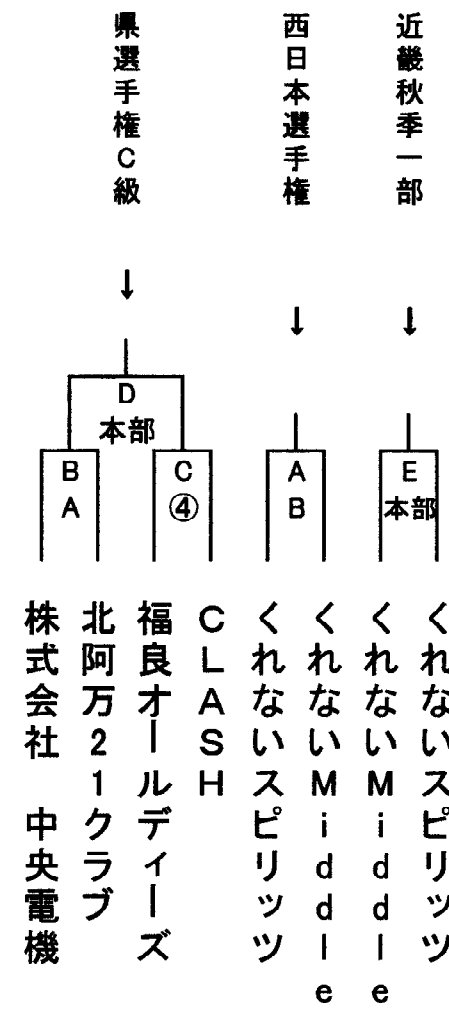 近畿秋季一部
西日本選手権
県選手権C級
↓
↓
↓
D
本部
E
本部
A
B
C
④
B
A
くれないスピリッツ
くれないMiddle
くれないMiddle
くれないスピリッツ
CLASH
福良オールディーズ
北阿万21クラブ
株式会社 中央電機